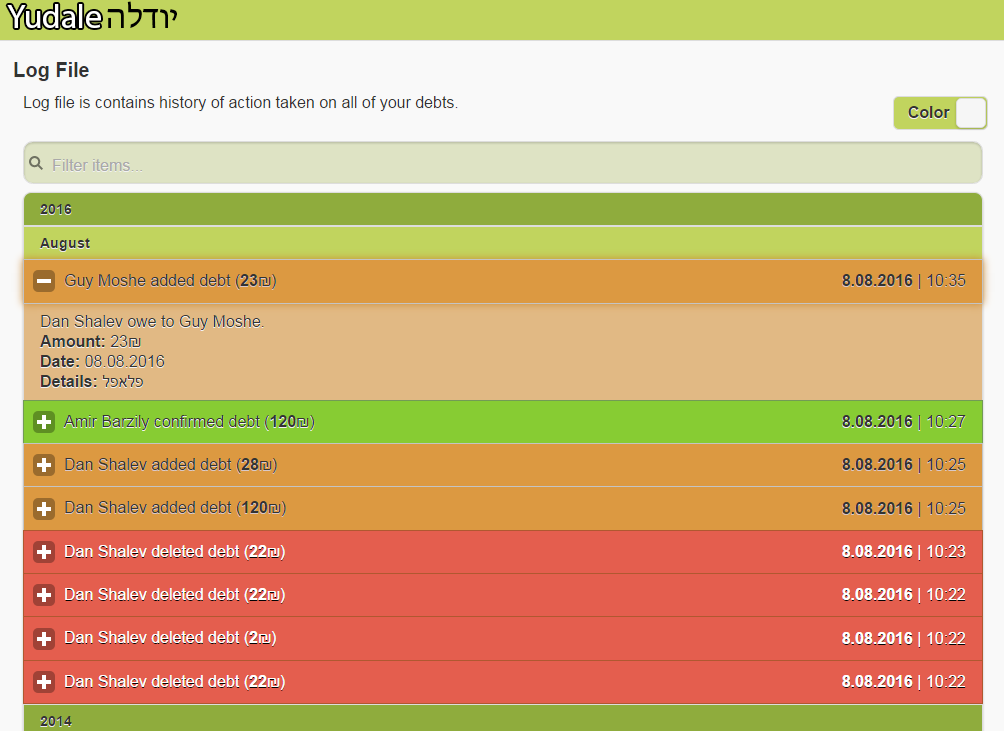 Yudale יודלה
Log File
Log file is contains history of action taken on all of your debts.
Color
Filter items...
2016
August
Guy Moshe added debt (23₪) 8.08.2016 | 10:35
Dan Shalev owe to Guy Moshe.
Amount: 23₪
Date: 08.08.2016
Details: פלאפל
Amir Barzily confirmed debt (120₪) 8.08.2016 | 10:27
Dan Shalev added debt (28₪) 8.08.2016 | 10:25
Dan Shalev added debt (120₪) 8.08.2016 | 10:25
Dan Shalev deleted debt (22₪) 8.08.2016 | 10:23
Dan Shalev deleted debt (22₪) 8.08.2016 | 10:22
Dan Shalev deleted debt (2₪) 8.08.2016 | 10:22
Dan Shalev deleted debt (22₪) 8.08.2016 | 10:22
2014